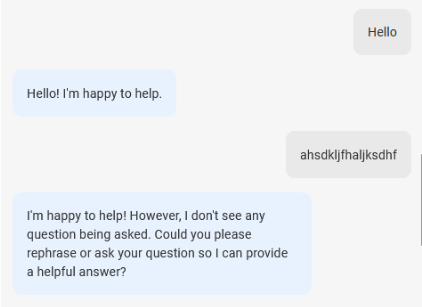 Hello
Hello! I'm happy to help.
ahsdkljfhaljksdhf
I'm happy to help! However, I don't see any
question being asked. Could you please
rephrase or ask your question so I can provide
a helpful answer?